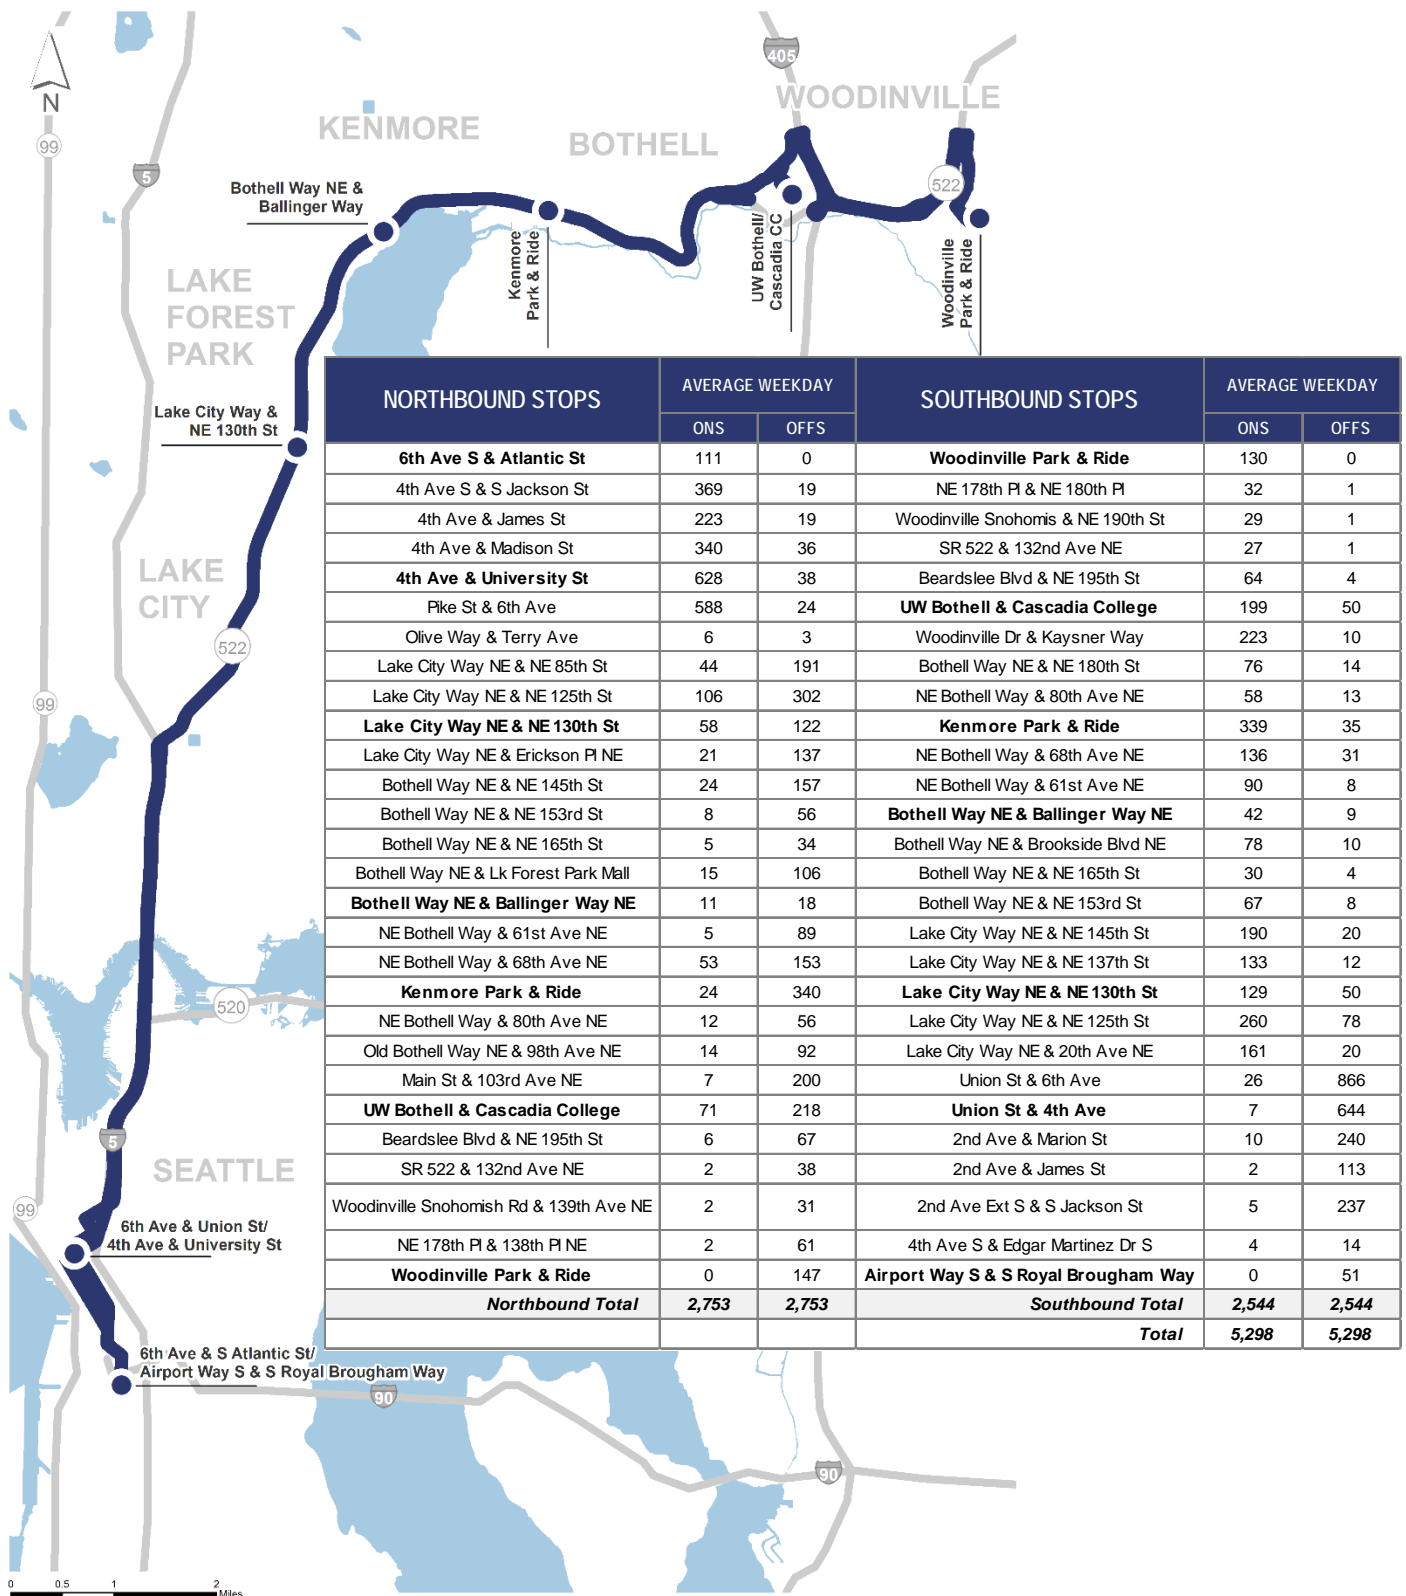 405
WOODINVILLE
N
KENMORE
BOTHELL
99
5
Bothell Way NE &
Ballinger Way
522
Kenmore
Park & Ride
UW Bothell/
Cascadia CC
Woodinville
Park & Ride
LAKE
FOREST
PARK
Lake City Way &
NE 130th St
LAKE
CITY
522
99
520
5
SEATTLE
99
6th Ave & Union St/
4th Ave & University St
6th Ave & S Atlantic St/
Airport Way S & S Royal Brougham Way
90
90
0 0.5 1 2
Miles
NORTHBOUND STOPS AVERAGE WEEKDAY SOUTHBOUND STOPS AVERAGE WEEKDAY
ONS OFFS ONS OFFS
6th Ave S & Atlantic St 111 0 Woodinville Park & Ride 130 0
4th Ave S & S Jackson St 369 19 NE 178th Pl & NE 180th Pl 32 1
4th Ave & James St 223 19 Woodinville Snohomis & NE 190th St 29 1
4th Ave & Madison St 340 36 SR 522 & 132nd Ave NE 27 1
4th Ave & University St 628 38 Beardslee Blvd & NE 195th St 64 4
Pike St & 6th Ave 588 24 UW Bothell & Cascadia College 199 50
Olive Way & Terry Ave 6 3 Woodinville Dr & Kaysner Way 223 10
Lake City Way NE & NE 85th St 44 191 Bothell Way NE & NE 180th St 76 14
Lake City Way NE & NE 125th St 106 302 NE Bothell Way & 80th Ave NE 58 13
Lake City Way NE & NE 130th St 58 122 Kenmore Park & Ride 339 35
Lake City Way NE & Erickson Pl NE 21 137 NE Bothell Way & 68th Ave NE 136 31
Bothell Way NE & NE 145th St 24 157 NE Bothell Way & 61st Ave NE 90 8
Bothell Way NE & NE 153rd St 8 56 Bothell Way NE & Ballinger Way NE 42 9
Bothell Way NE & NE 165th St 5 34 Bothell Way NE & Brookside Blvd NE 78 10
Bothell Way NE & Lk Forest Park Mall 15 106 Bothell Way NE & NE 165th St 30 4
Bothell Way NE & Ballinger Way NE 11 18 Bothell Way NE & NE 153rd St 67 8
NE Bothell Way & 61st Ave NE 5 89 Lake City Way NE & NE 145th St 190 20
NE Bothell Way & 68th Ave NE 53 153 Lake City Way NE & NE 137th St 133 12
Kenmore Park & Ride 24 340 Lake City Way NE & NE 130th St 129 50
NE Bothell Way & 80th Ave NE 12 56 Lake City Way NE & NE 125th St 260 78
Old Bothell Way NE & 98th Ave NE 14 92 Lake City Way NE & 20th Ave NE 161 20
Main St & 103rd Ave NE 7 200 Union St & 6th Ave 26 866
UW Bothell & Cascadia College 71 218 Union St & 4th Ave 7 644
Beardslee Blvd & NE 195th St 6 67 2nd Ave & Marion St 10 240
SR 522 & 132nd Ave NE 2 38 2nd Ave & James St 2 113
Woodinville Snohomish Rd & 139th Ave NE 2 31 2nd Ave Ext S & S Jackson St 5 237
NE 178th Pl & 138th Pl NE 2 61 4th Ave S & Edgar Martinez Dr S 4 14
Woodinville Park & Ride 0 147 Airport Way S & S Royal Brougham Way 0 51
Northbound Total 2,753 2,753 Southbound Total 2,544 2,544
Total 5,298 5,298